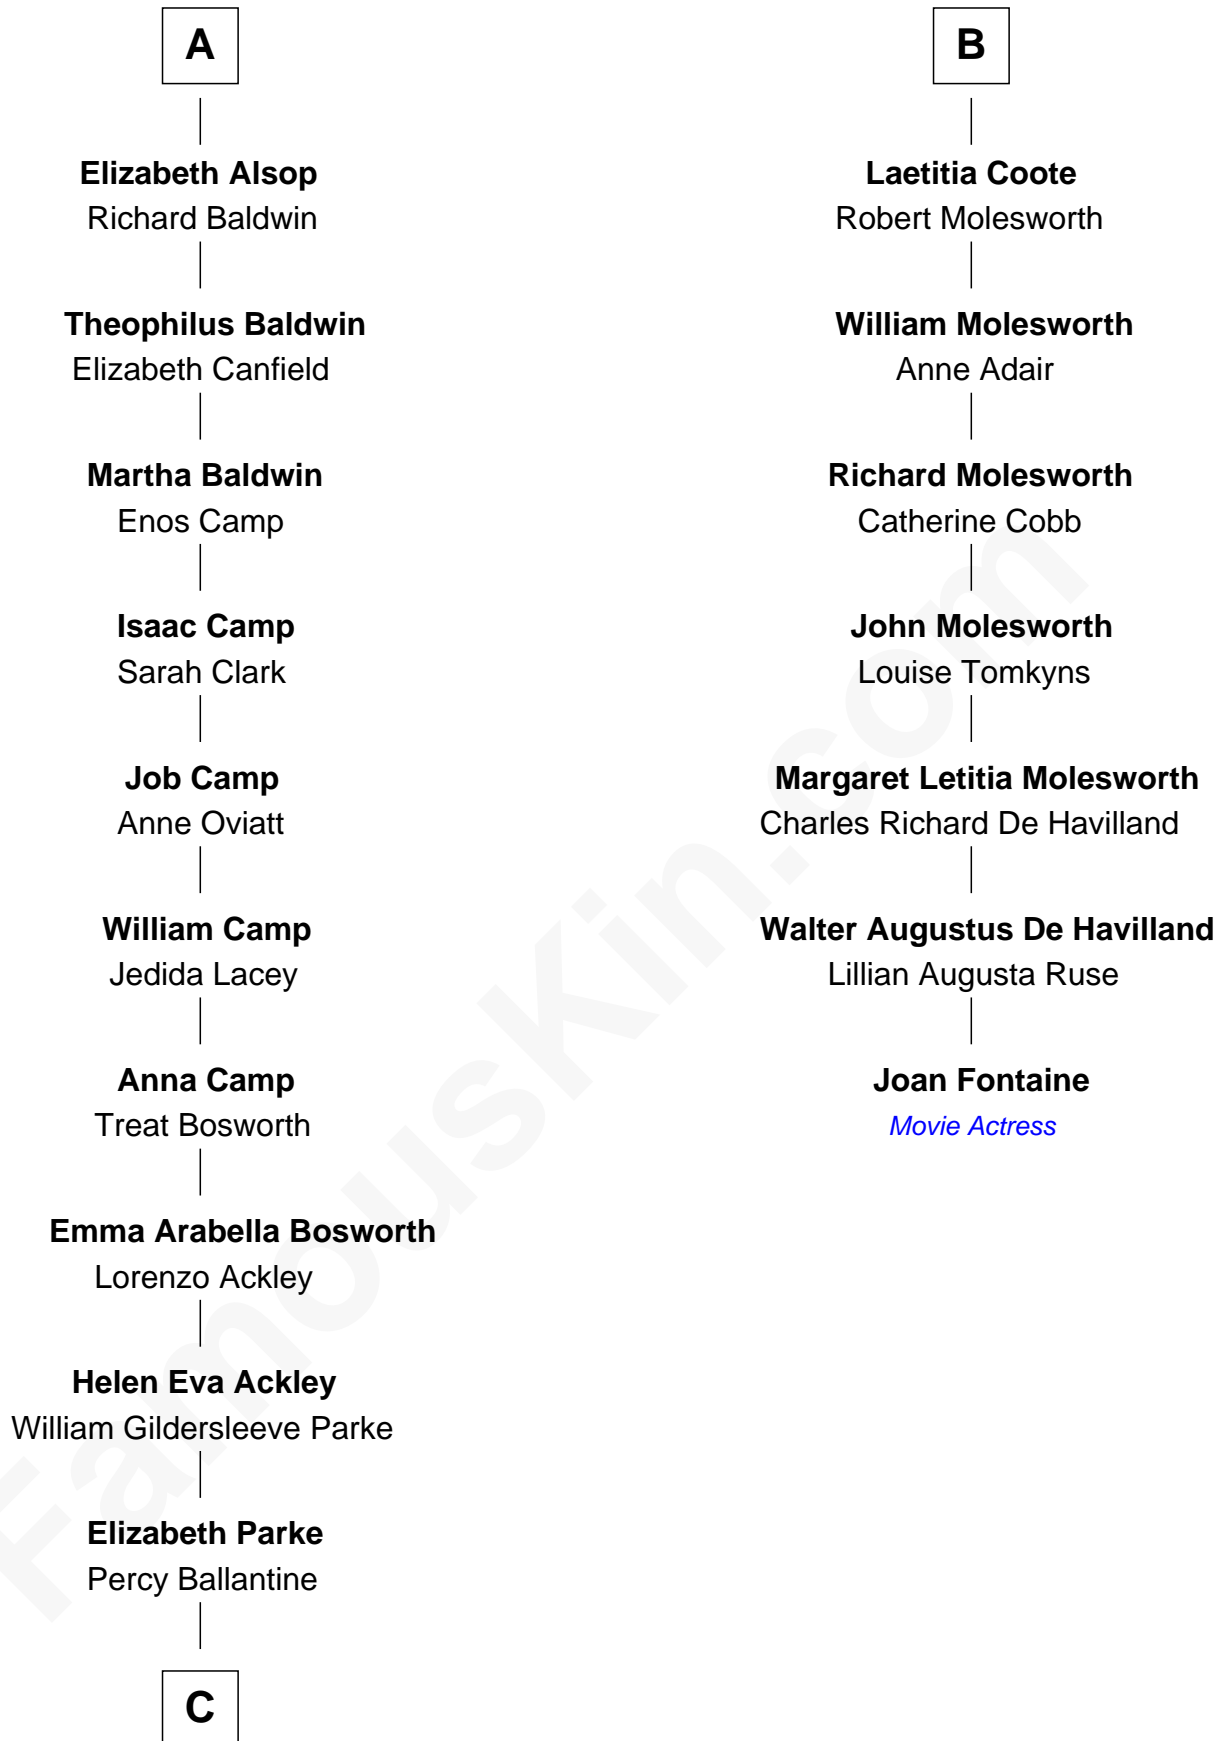 A
Elizabeth Alsop
Richard Baldwin
Theophilus Baldwin
Elizabeth Canfield
Martha Baldwin
Enos Camp
Isaac Camp
Sarah Clark
Job Camp
Anne Oviatt
William Camp
Jedida Lacey
Anna Camp
Treat Bosworth
Emma Arabella Bosworth
Lorenzo Ackley
Helen Eva Ackley
William Gildersleeve Parke
Elizabeth Parke
Percy Ballantine
C
B
Laetitia Coote
Robert Molesworth
William Molesworth
Anne Adair
Richard Molesworth
Catherine Cobb
John Molesworth
Louise Tomkyns
Margaret Letitia Molesworth
Charles Richard De Havilland
Walter Augustus De Havilland
Lillian Augusta Ruse
Joan Fontaine
Movie Actress
FamousKin.com